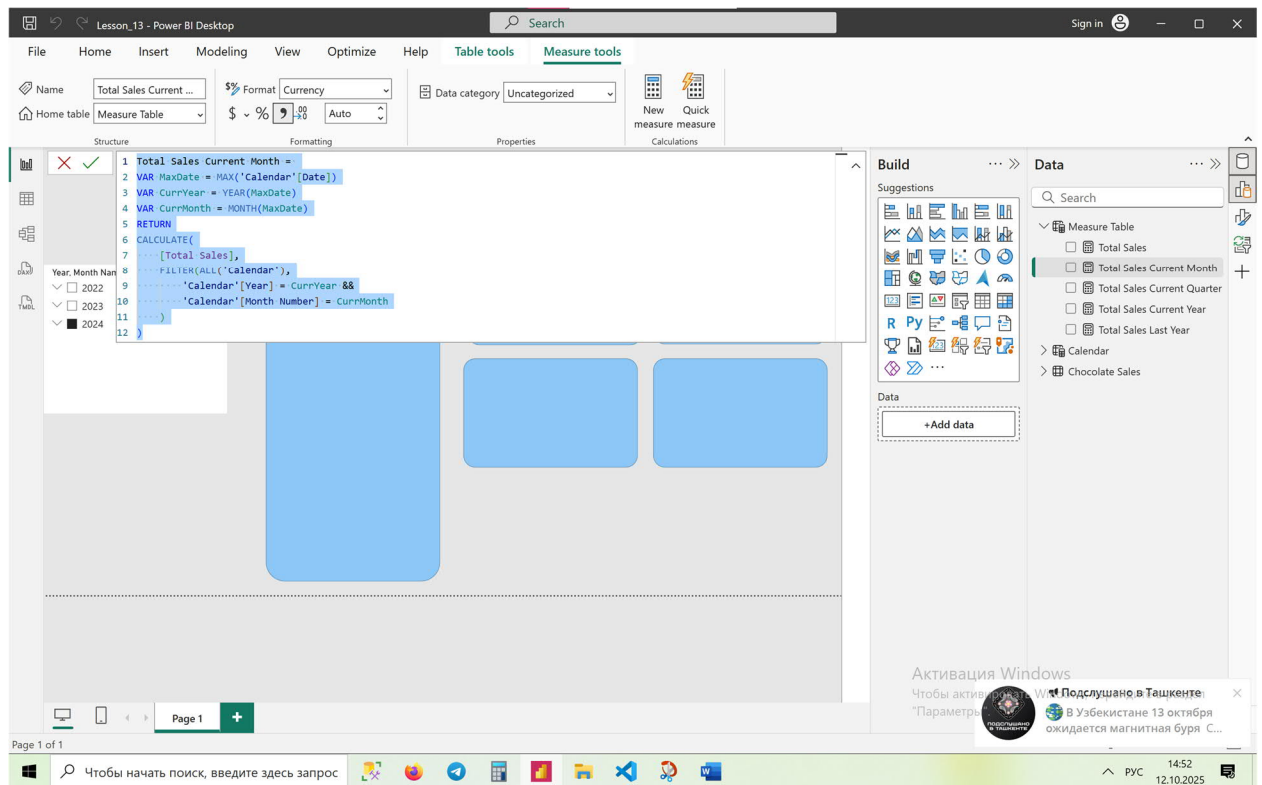 Lesson_13 - Power BI Desktop
Search
Sign in
File Home Insert Modeling View Optimize Help Table tools Measure tools
Name Total Sales Current ...
Format Currency
Data category Uncategorized
New measure
Quick measure
Home table Measure Table
$ % Auto
Structure Formatting Properties Calculations
1 Total Sales Current Month =
2 VAR MaxDate = MAX('Calendar'[Date])
3 VAR CurrYear = YEAR(MaxDate)
4 VAR CurrMonth = MONTH(MaxDate)
5 RETURN
6 CALCULATE(
7 [Total Sales],
8 FILTER(ALL('Calendar'),
9 'Calendar'[Year] = CurrYear &&
10 'Calendar'[Month Number] = CurrMonth
11 )
12 )
Year, Month Nam
2022
2023
2024
DAX
TMDL
Build
Suggestions
123
R Py
Data
+Add data
Data
Search
Measure Table
Total Sales
Total Sales Current Month
Total Sales Current Quarter
Total Sales Current Year
Total Sales Last Year
Calendar
Chocolate Sales
Активация Windows
Чтобы активировать Windows
"Параметры
Подслушано в Ташкенте
В Узбекистане 13 октября
ожидается магнитная буря С...
ПОДСЛУШАНО
В ТАШКЕНТЕ
Page 1
Page 1 of 1
Чтобы начать поиск, введите здесь запрос
РУС
14:52
12.10.2025